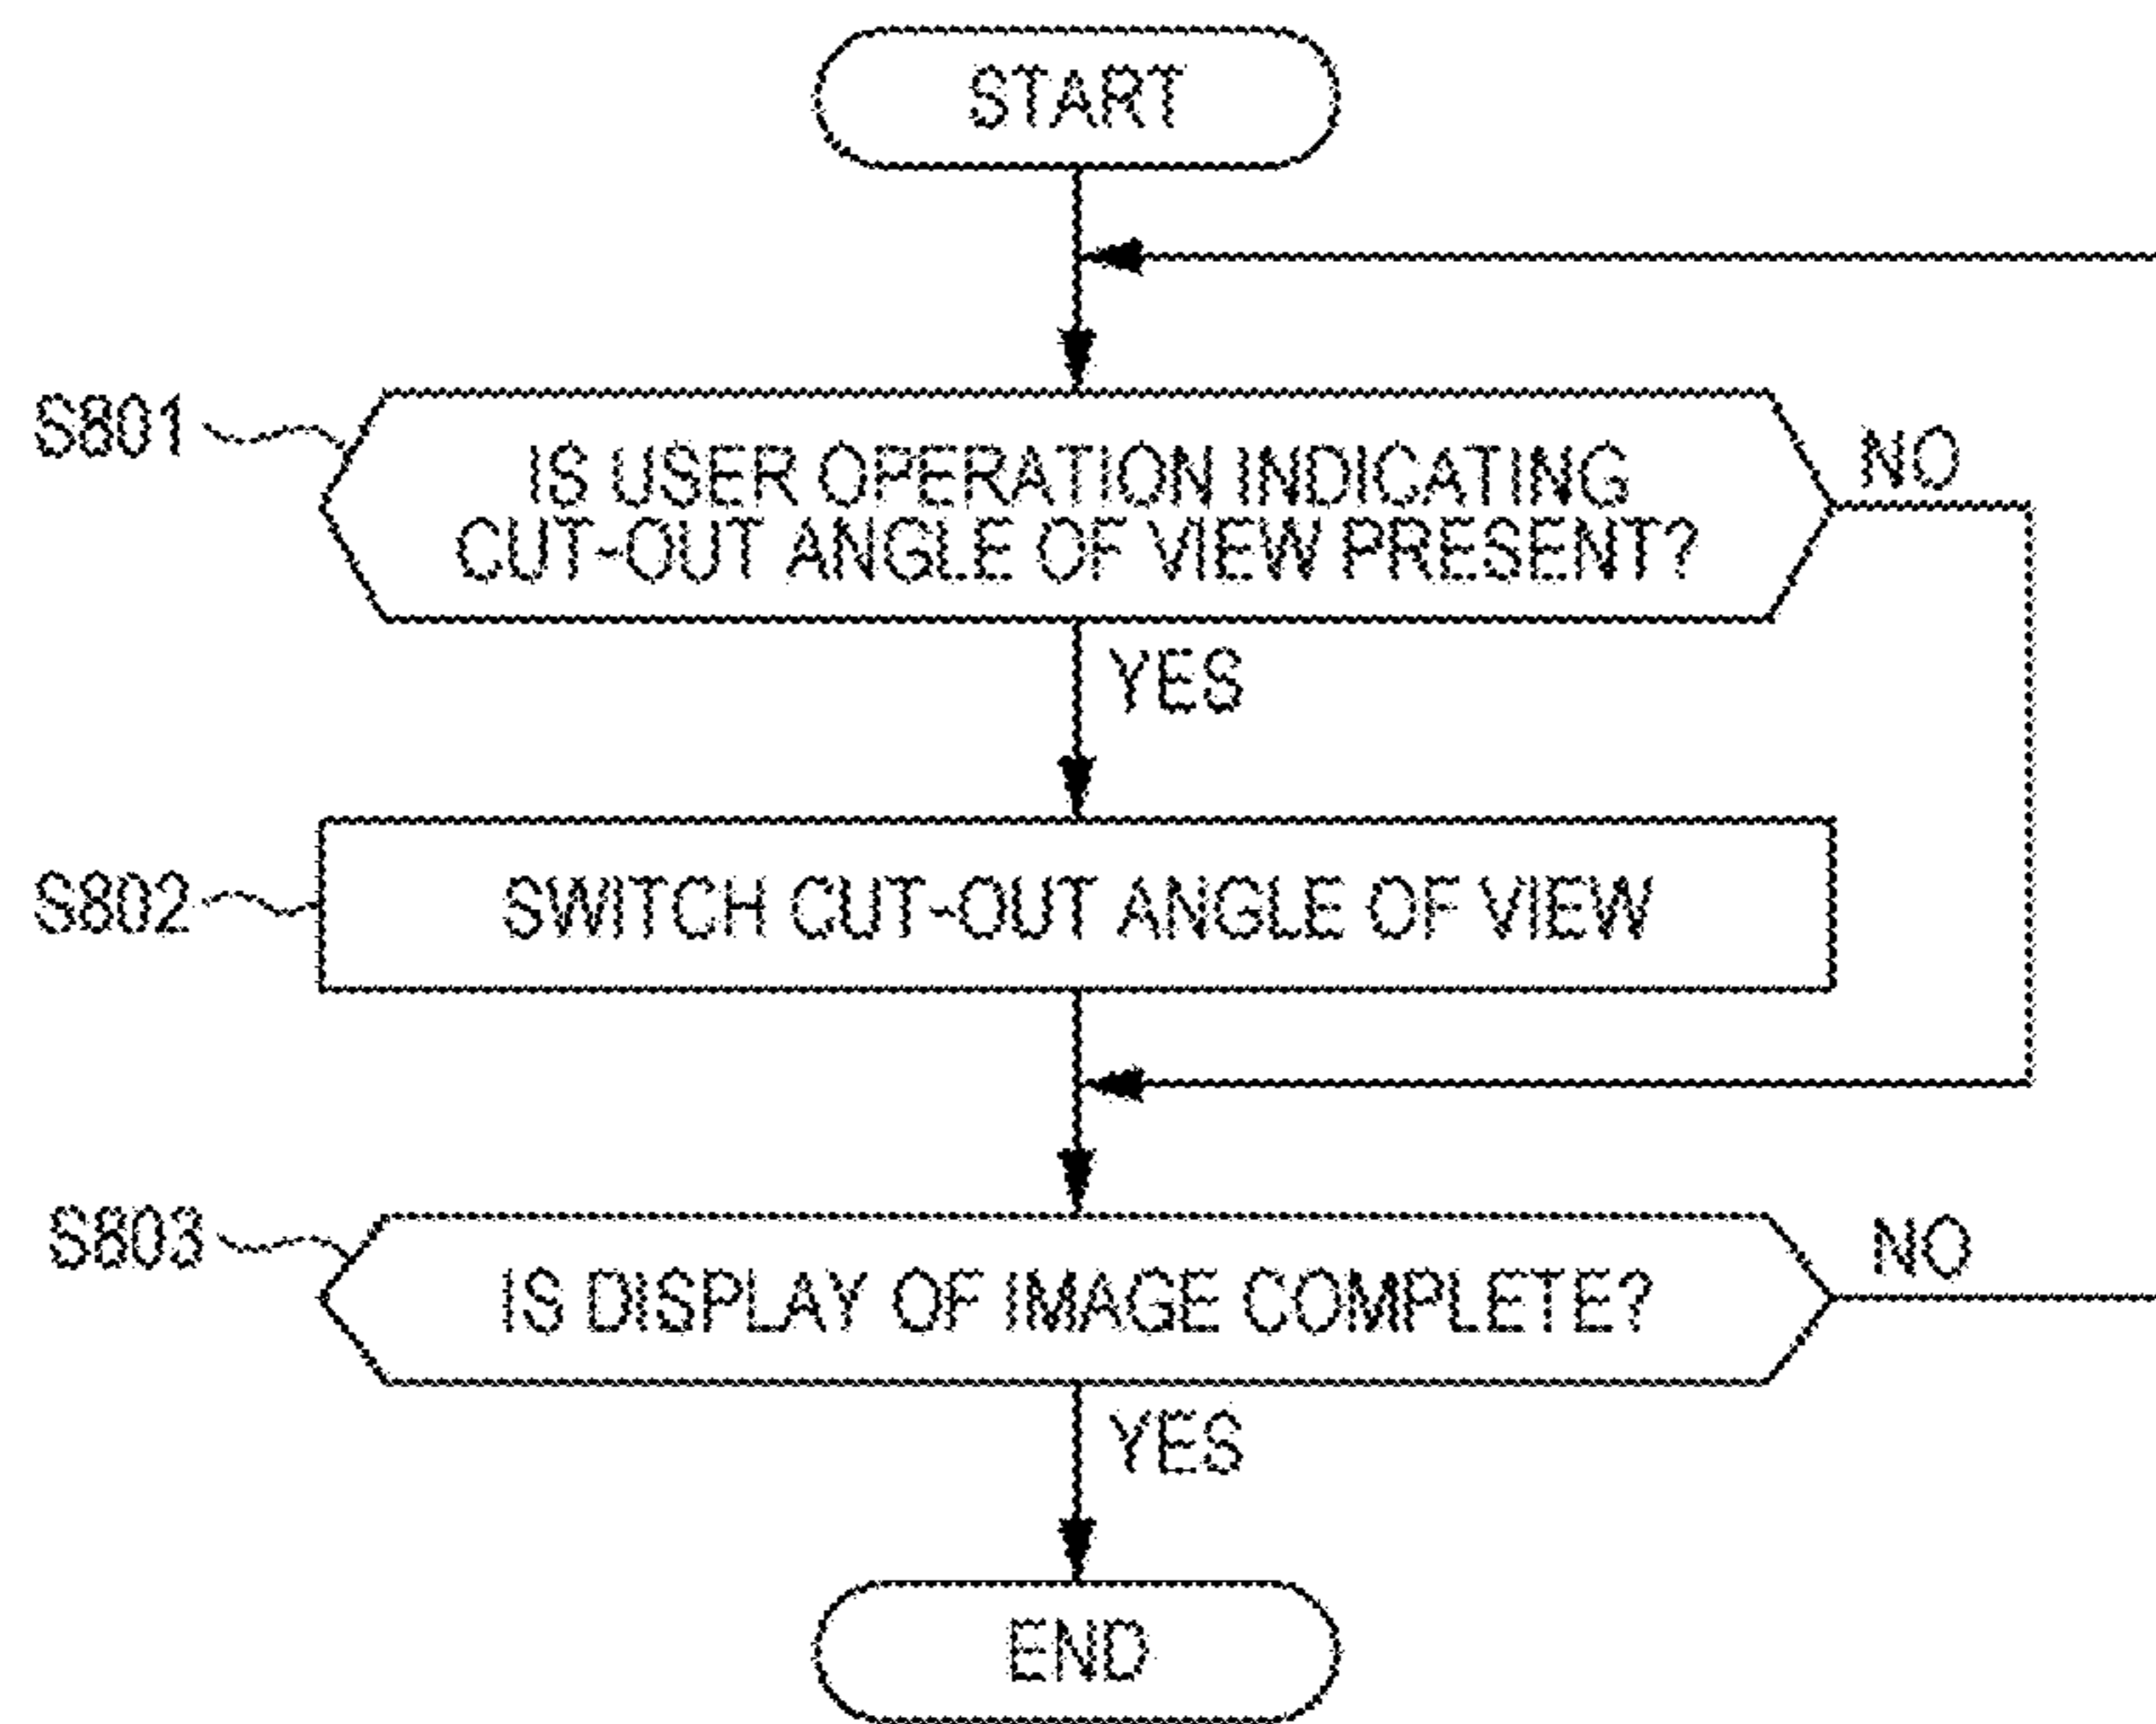 START
S801
IS USER OPERATION INDICATING
CUT-OUT ANGLE OF VIEW PRESENT?
NO
YES
S802
SWITCH CUT-OUT ANGLE OF VIEW
S803
IS DISPLAY OF IMAGE COMPLETE?
NO
YES
END